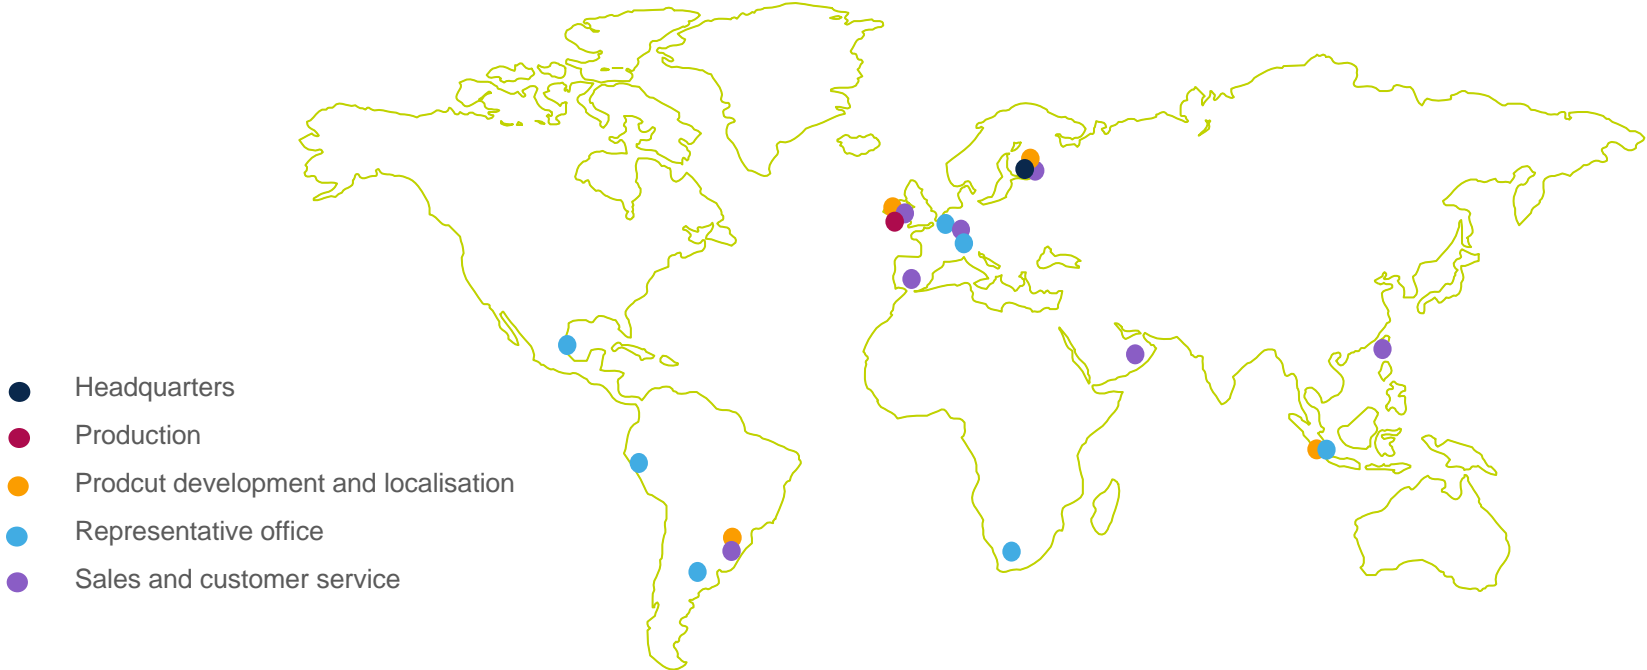 Headquarters
Production
Prodcut development and localisation
Representative office
Sales and customer service